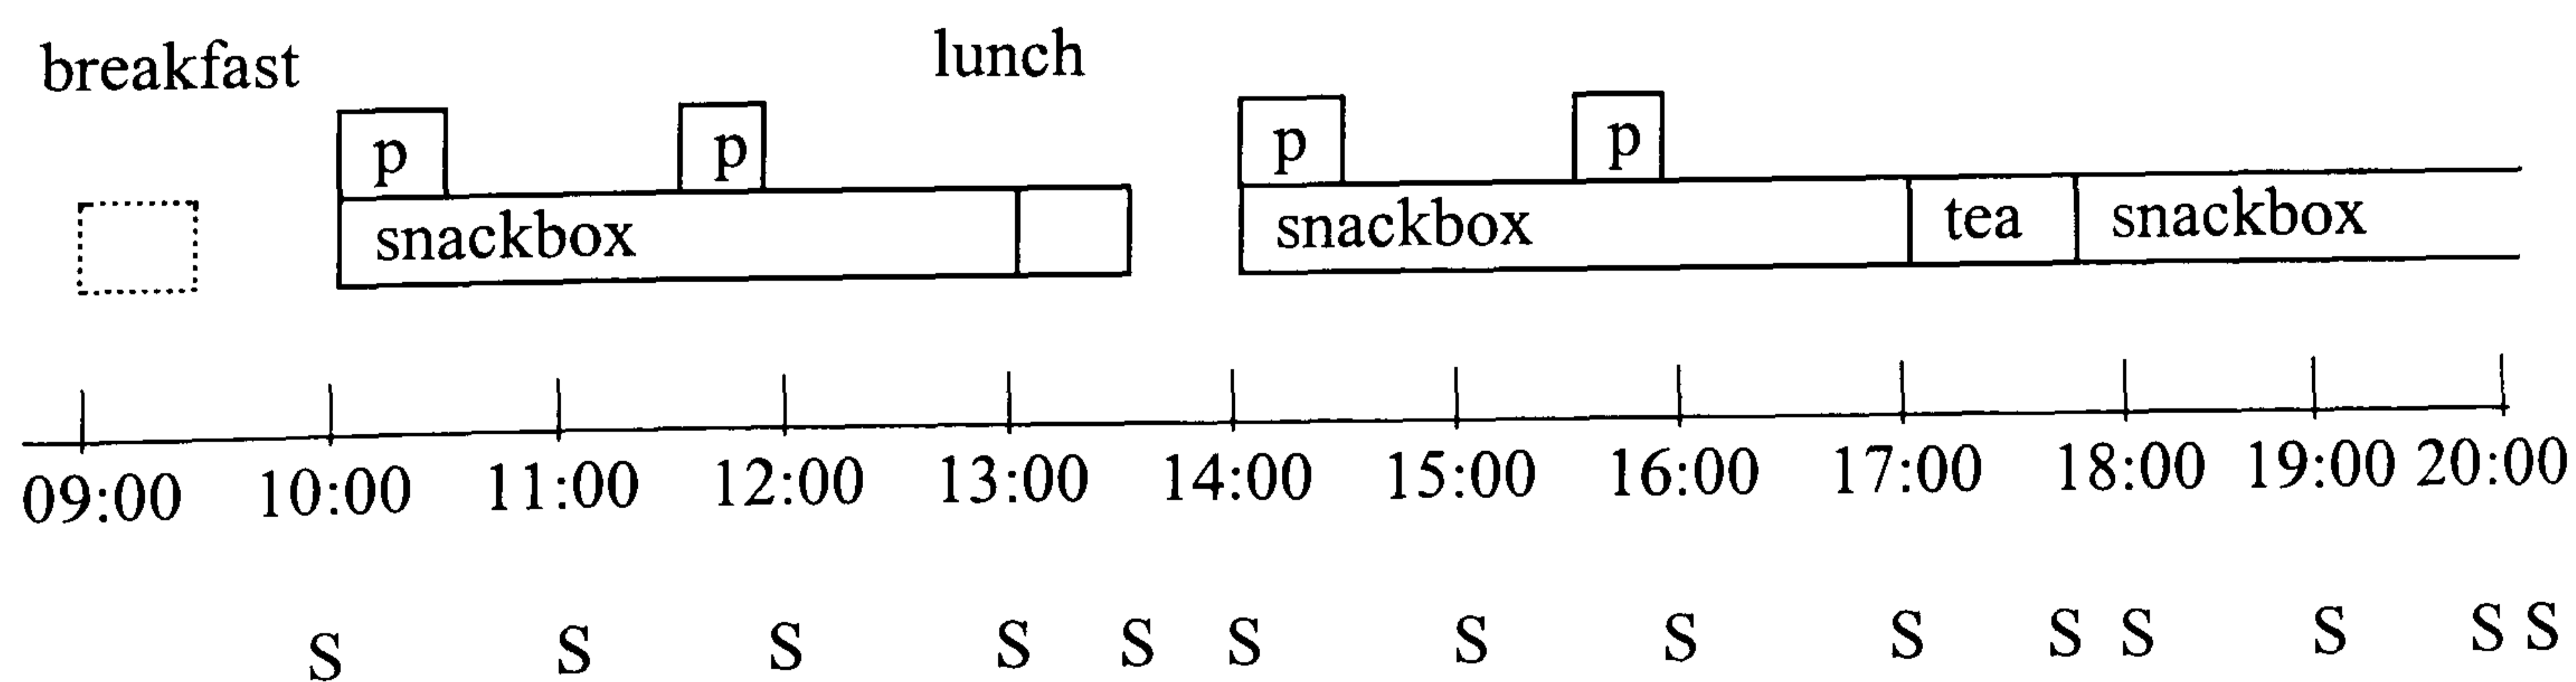 breakfast lunch
p p p p
snackbox snackbox tea snackbox
09:00 10:00 11:00 12:00 13:00 14:00 15:00 16:00 17:00 18:00 19:00 20:00
S S S S S S S S S S S S S S